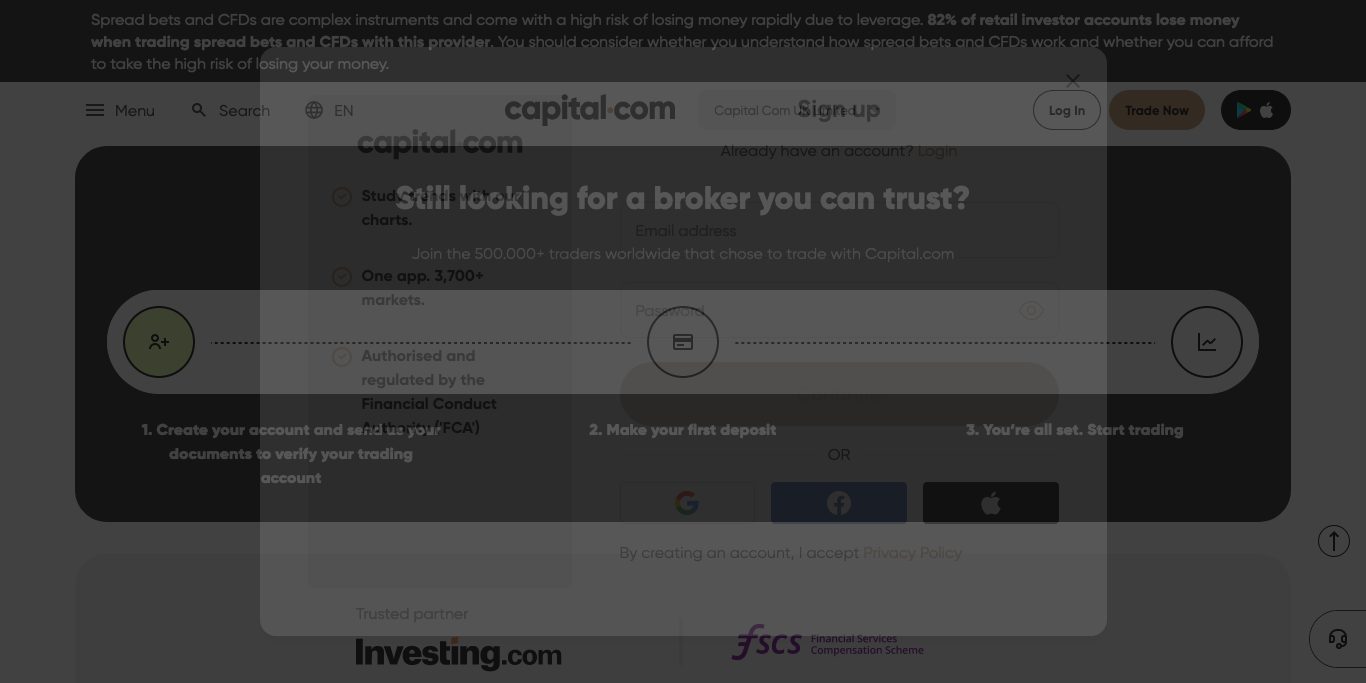 Spread bets and CFDs are complex instruments and come with a high risk of losing money rapidly due to leverage. 82% of retail investor accounts lose money
when trading spread bets and CFDs with this provider. You should consider whether you understand how spread bets and CFDs work and whether you can afford
to take the high risk of losing your money.
Menu
Search
EN
capital.com
Capital Com UK Limited
Sign up
Log In
Trade Now
capital.com
Already have an account? Login
Still looking for a broker you can trust?
Study trends with our
charts.
Email address
Join the 500.000+ traders worldwide that chose to trade with Capital.com
One app. 3,700+
markets.
Password
Authorised and
regulated by the
Financial Conduct
Authority ('FCA')
1. Create your account and send us your
documents to verify your trading
account
2. Make your first deposit
3. You’re all set. Start trading
OR
By creating an account, I accept Privacy Policy
Trusted partner
Investing.com
fscs
Financial Services
Compensation Scheme